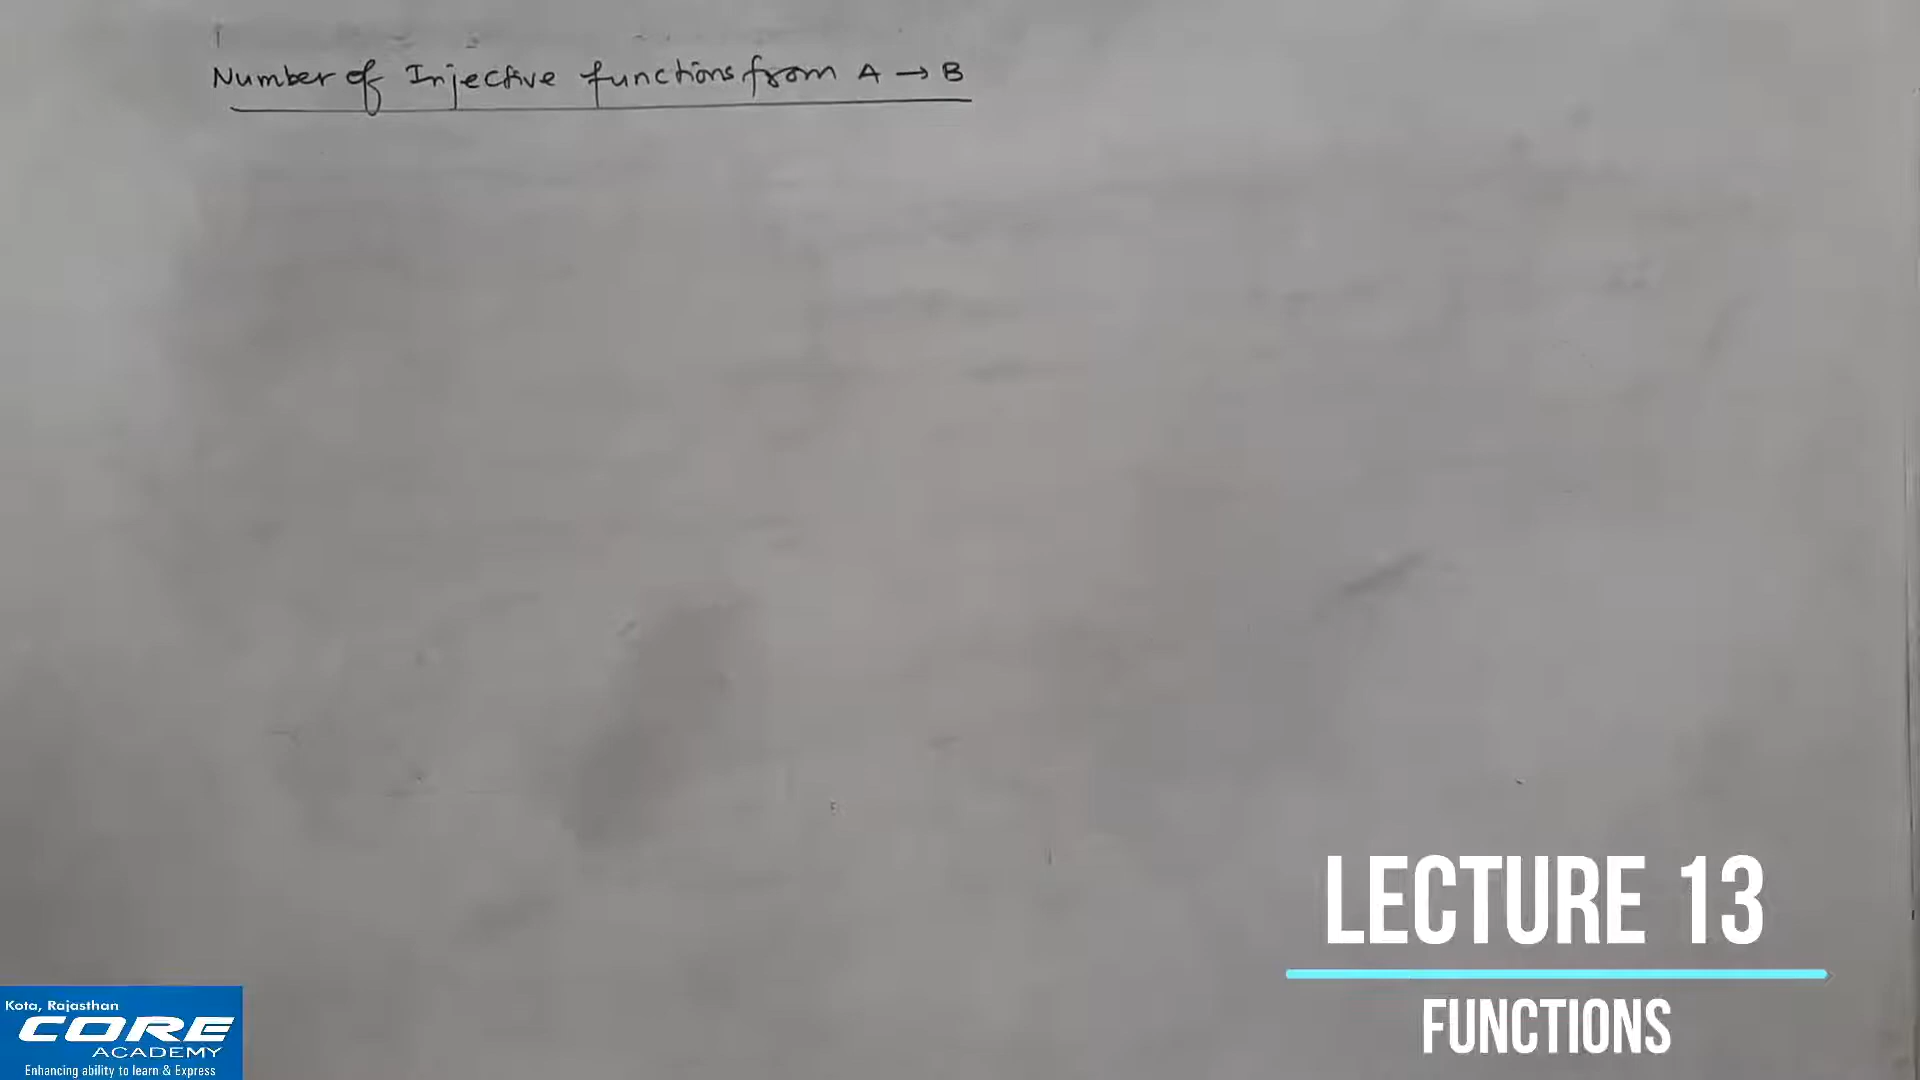 Number of Injective functions from A → B
LECTURE 13
FUNCTIONS
Kota, Rajasthan
CORE
ACADEMY
Enhancing ability to learn & Express